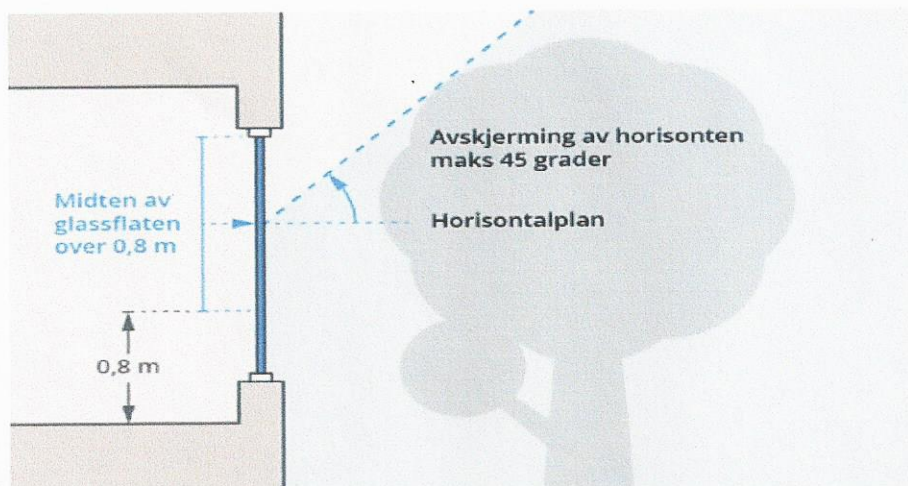 Avskjerming av horisonten
maks 45 grader
Midten av
glassflaten
over 0,8 m
Horisontalplan
0,8 m